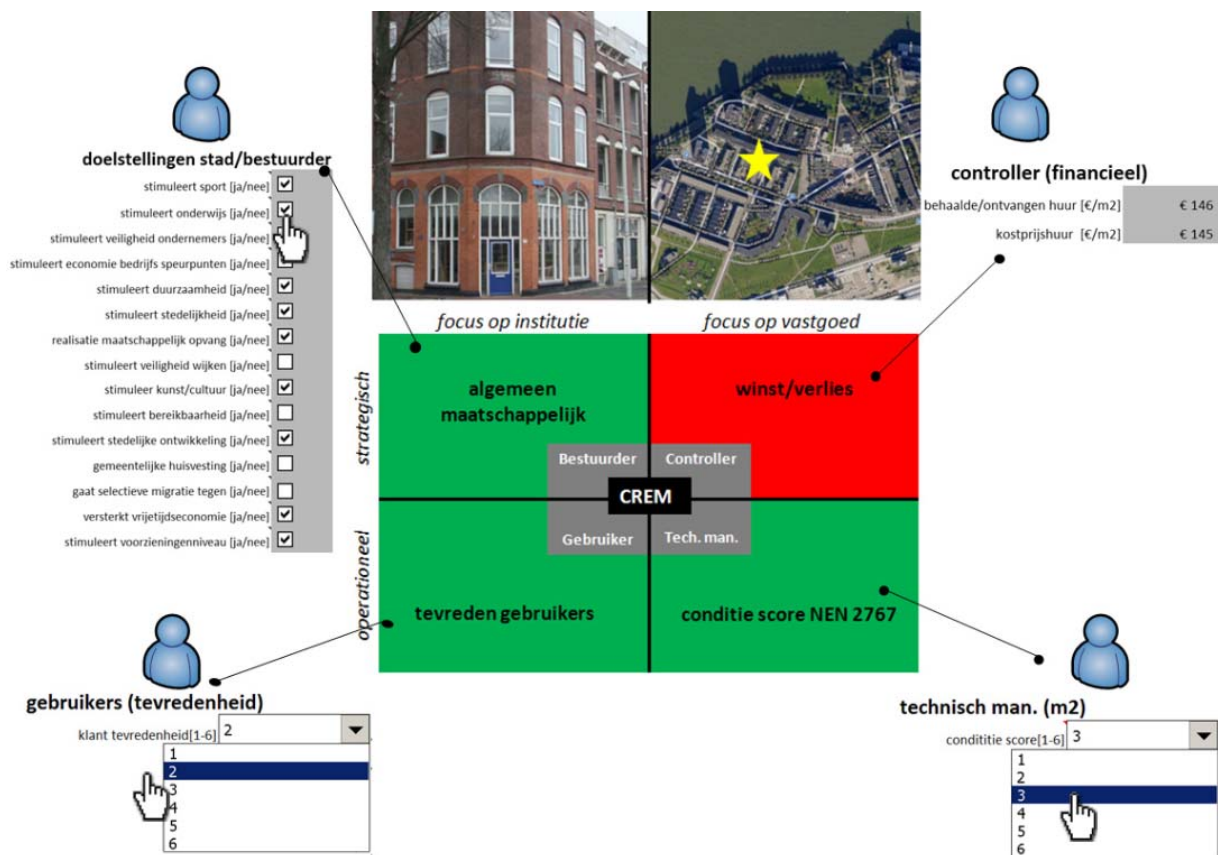 doelstellingen stad/bestuurder
stimuleert sport [ja/nee]
stimuleert onderwijs [ja/nee]
stimuleert veiligheid ondernemers [ja/nee]
stimuleert economie bedrijfs speurpunten [ja/nee]
stimuleert duurzaamheid [ja/nee]
stimuleert stedelijkheid [ja/nee]
realisatie maatschappelijk opvang [ja/nee]
stimuleert veiligheid wijken [ja/nee]
stimuleer kunst/cultuur [ja/nee]
stimuleert bereikbaarheid [ja/nee]
stimuleert stedelijke ontwikkeling [ja/nee]
gemeentelijke huisvesting [ja/nee]
gaat selectieve migratie tegen [ja/nee]
versterkt vrijetijdseconomie [ja/nee]
stimuleert voorzieningenniveau [ja/nee]
controller (financieel)
behaalde/ontvangen huur [€/m2] € 146
kostprijshuur [€/m2] € 145
focus op institutie
focus op vastgoed
strategisch
algemeen
maatschappelijk
winst/verlies
Bestuurder
Controller
CREM
Gebruiker
Tech. man.
operationeel
tevreden gebruikers
conditie score NEN 2767
gebruikers (tevredenheid)
klant tevredenheid[1-6] 2
1
2
3
4
5
6
technisch man. (m2)
condititie score[1-6] 3
1
2
3
4
5
6